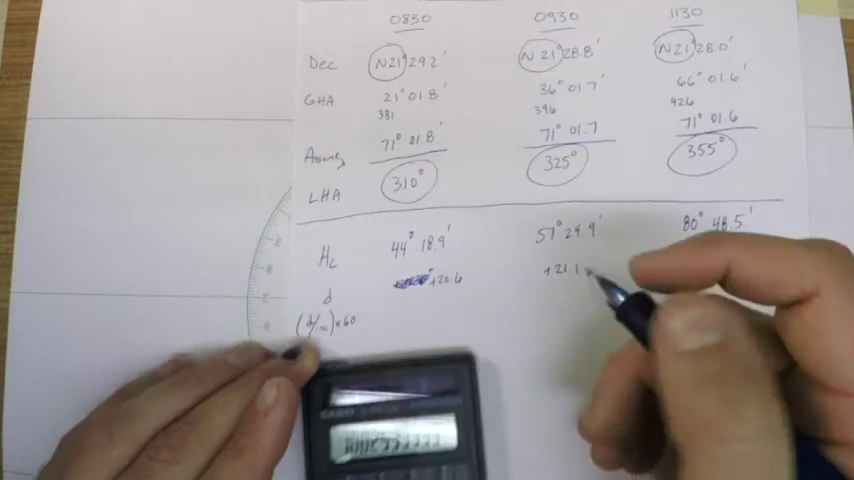 0830 0930 1130
Dec N21° 29.2' N 21° 28.8' N21° 28.0'
GHA 21° 01.8' 36° 01.7' 66° 01.6'
381 396 426
Assume 71° 01.8' 71° 01.7 71° 01.6
LHA 310° 325° 355°
Hc 44° 18.9' 57° 24.9' 80° 48.5'
d +20.6 +21.1